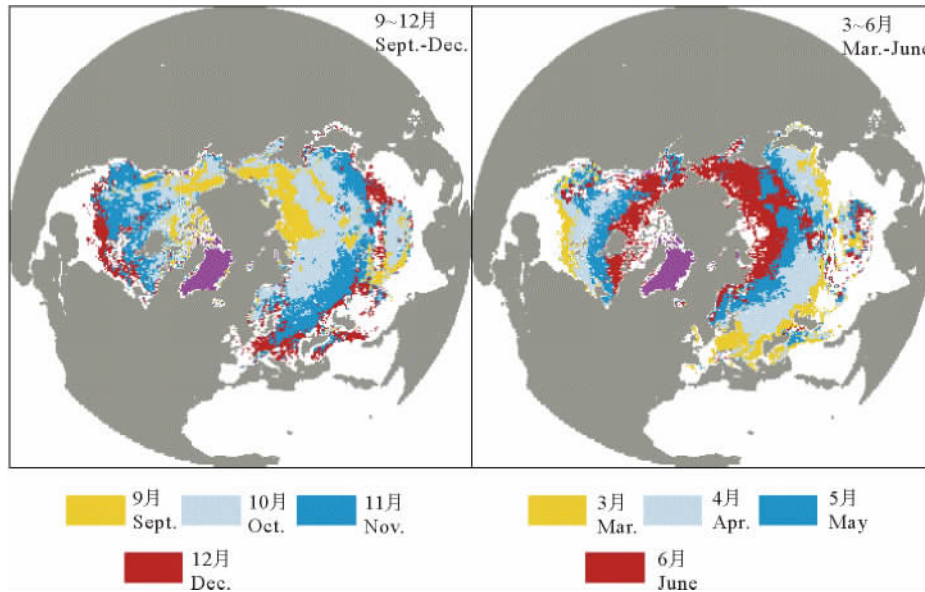 9~12月
Sept.-Dec.
3~6月
Mar.-June
9月
Sept.
10月
Oct.
11月
Nov.
12月
Dec.
3月
Mar.
4月
Apr.
5月
May
6月
June